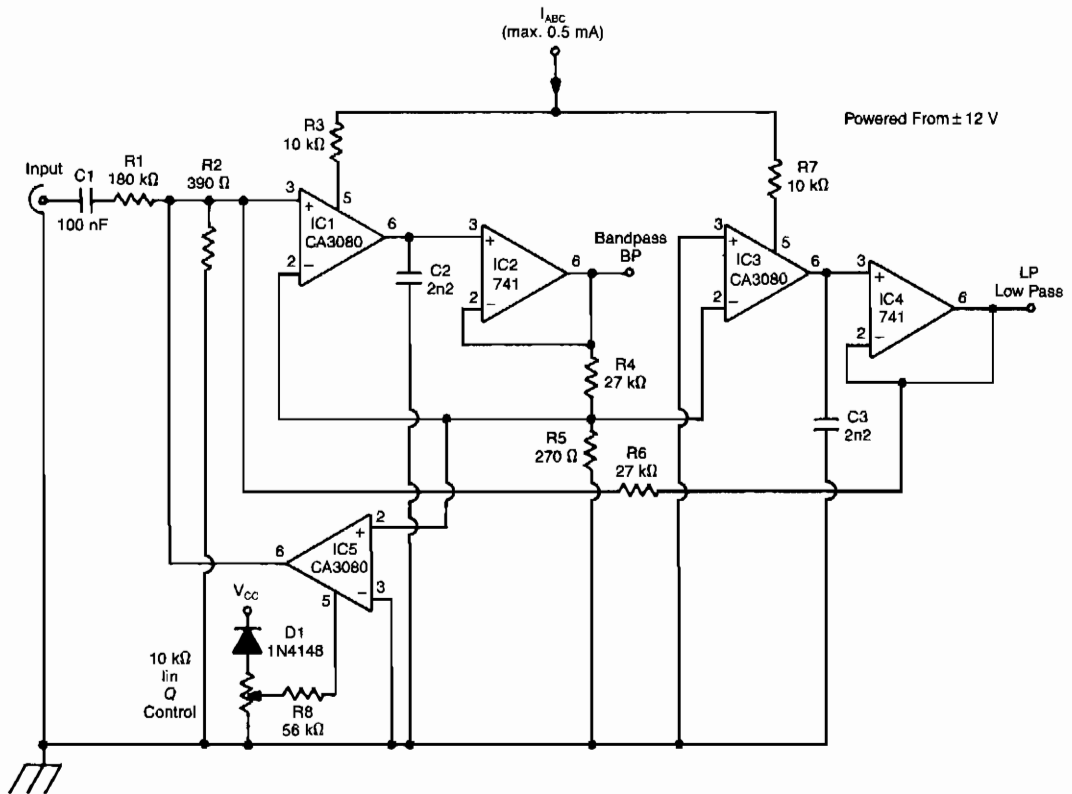 I_ABC
(max. 0.5 mA)
Powered From ± 12 V
Input
C1
100 nF
R1
180 kΩ
R2
390 Ω
R3
10 kΩ
3
+
5
IC1
CA3080
6
2
−
C2
2n2
3
+
IC2
741
6
2
−
Bandpass
BP
R4
27 kΩ
R5
270 Ω
R6
27 kΩ
R7
10 kΩ
3
+
5
IC3
CA3080
6
2
−
3
+
IC4
741
6
2
−
LP
Low Pass
C3
2n2
6
2
+
IC5
CA3080
3
−
5
V_CC
D1
1N4148
10 kΩ
lin
Q
Control
R8
56 kΩ